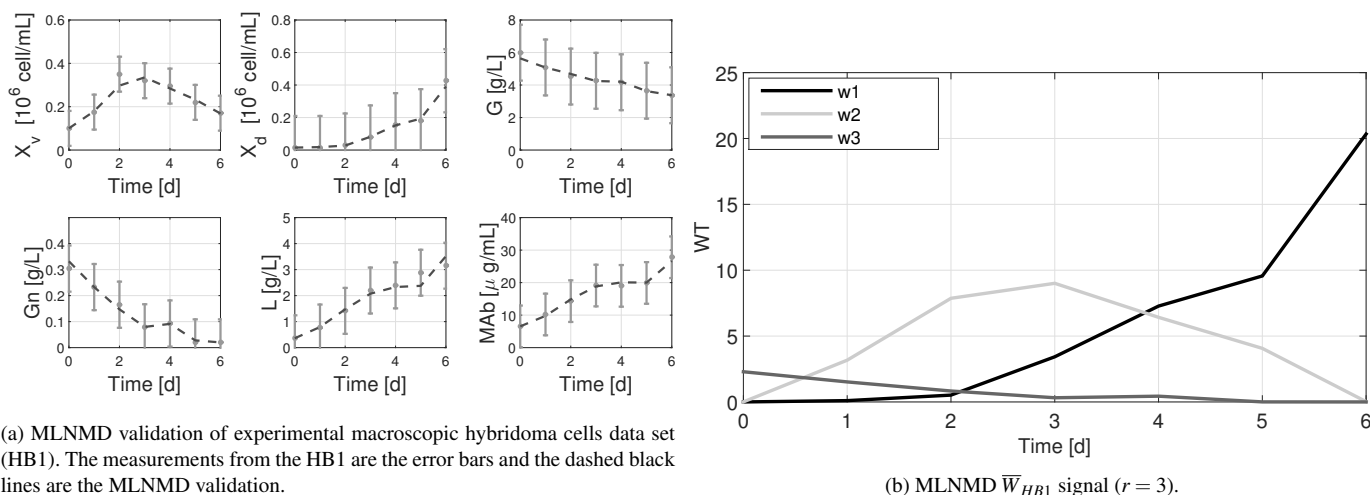 0.6
0.4
0.2
0
0 2 4 6
Time [d]
X_v [10^6 cell/mL]
0.8
0.6
0.4
0.2
0
0 2 4 6
Time [d]
X_d [10^6 cell/mL]
8
6
4
2
0
0 2 4 6
Time [d]
G [g/L]
0.4
0.3
0.2
0.1
0
0 2 4 6
Time [d]
Gn [g/L]
5
4
3
2
1
0
0 2 4 6
Time [d]
L [g/L]
40
30
20
10
0
0 2 4 6
Time [d]
MAb [μ g/mL]
(a) MLNMD validation of experimental macroscopic hybridoma cells data set
(HB1). The measurements from the HB1 are the error bars and the dashed black
lines are the MLNMD validation.
25
20
15
10
5
0
WT
w1
w2
w3
0 1 2 3 4 5 6
Time [d]
(b) MLNMD W̅_HB1 signal (r = 3).